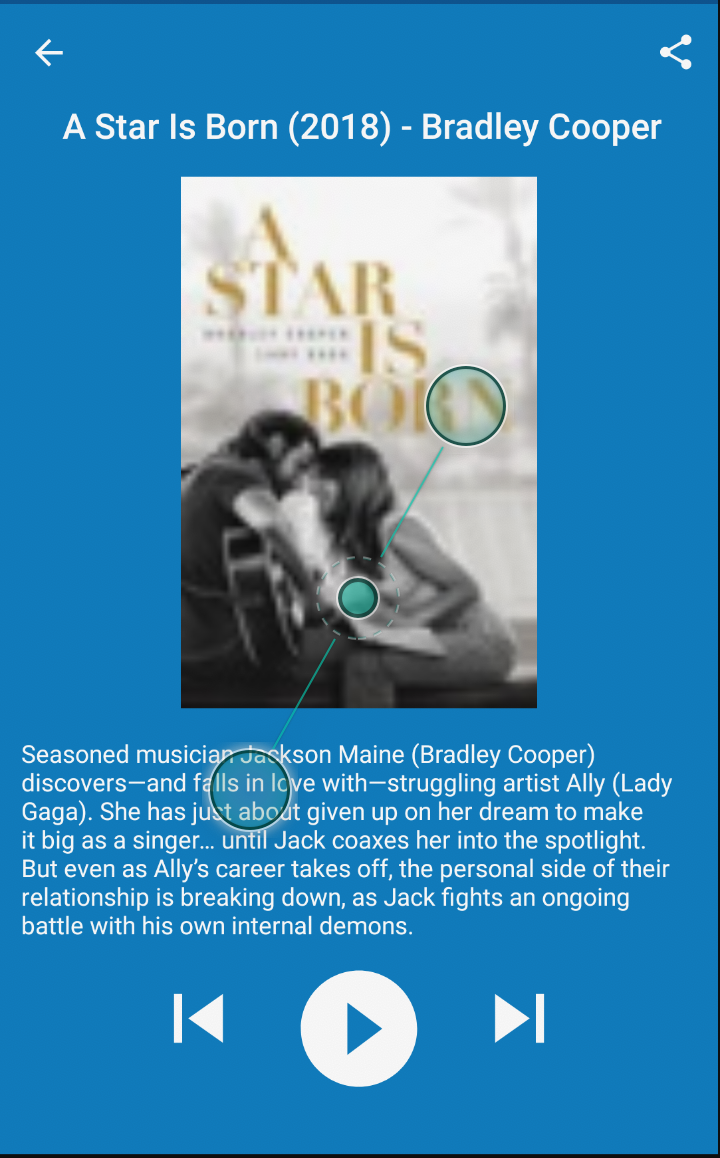 A Star Is Born (2018) - Bradley Cooper
A
STAR
IS
BORN
Seasoned musician Jackson Maine (Bradley Cooper)
discovers—and falls in love with—struggling artist Ally (Lady
Gaga). She has just about given up on her dream to make
it big as a singer… until Jack coaxes her into the spotlight.
But even as Ally’s career takes off, the personal side of their
relationship is breaking down, as Jack fights an ongoing
battle with his own internal demons.